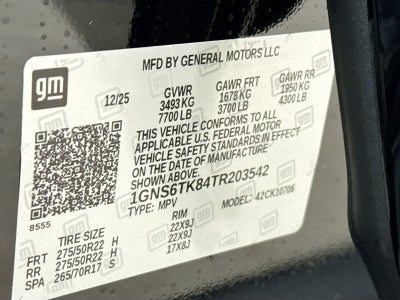 gm
MFD BY GENERAL MOTORS LLC
12/25 GVWR GAWR FRT GAWR RR
3493 KG 1678 KG 1950 KG
7700 LB 3700 LB 4300 LB
THIS VEHICLE CONFORMS TO ALL
APPLICABLE U.S. FEDERAL MOTOR
VEHICLE SAFETY STANDARDS IN EFFECT
ON THE DATE OF MANUFACTURE
SHOWN ABOVE.
1GNS6TK84TR203542
8555 TYPE: MPV MODEL: 42CK10706
TIRE SIZE RIM
FRT 275/50R22 H 22X9J
RR 275/50R22 H 22X9J
SPA 265/70R17 S 17X8J